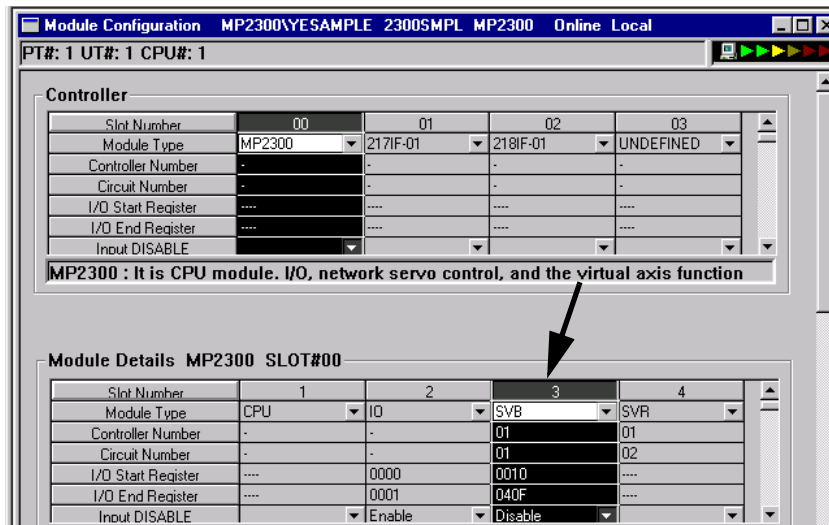 Module Configuration MP2300\YESAMPLE 2300SMPL MP2300 Online Local
PT#: 1 UT#: 1 CPU#: 1
Controller
Slot Number 00 01 02 03
Module Type MP2300 217IF-01 218IF-01 UNDEFINED
Controller Number - - - -
Circuit Number - - - -
I/O Start Register ---- ---- ---- ----
I/O End Register ---- ---- ---- ----
Input DISABLE
MP2300 : It is CPU module. I/O, network servo control, and the virtual axis function
Module Details MP2300 SLOT#00
Slot Number 1 2 3 4
Module Type CPU IO SVB SVR
Controller Number - - 01 01
Circuit Number - - 01 02
I/O Start Register ---- 0000 0010 ----
I/O End Register ---- 0001 040F ----
Input DISABLE Enable Disable